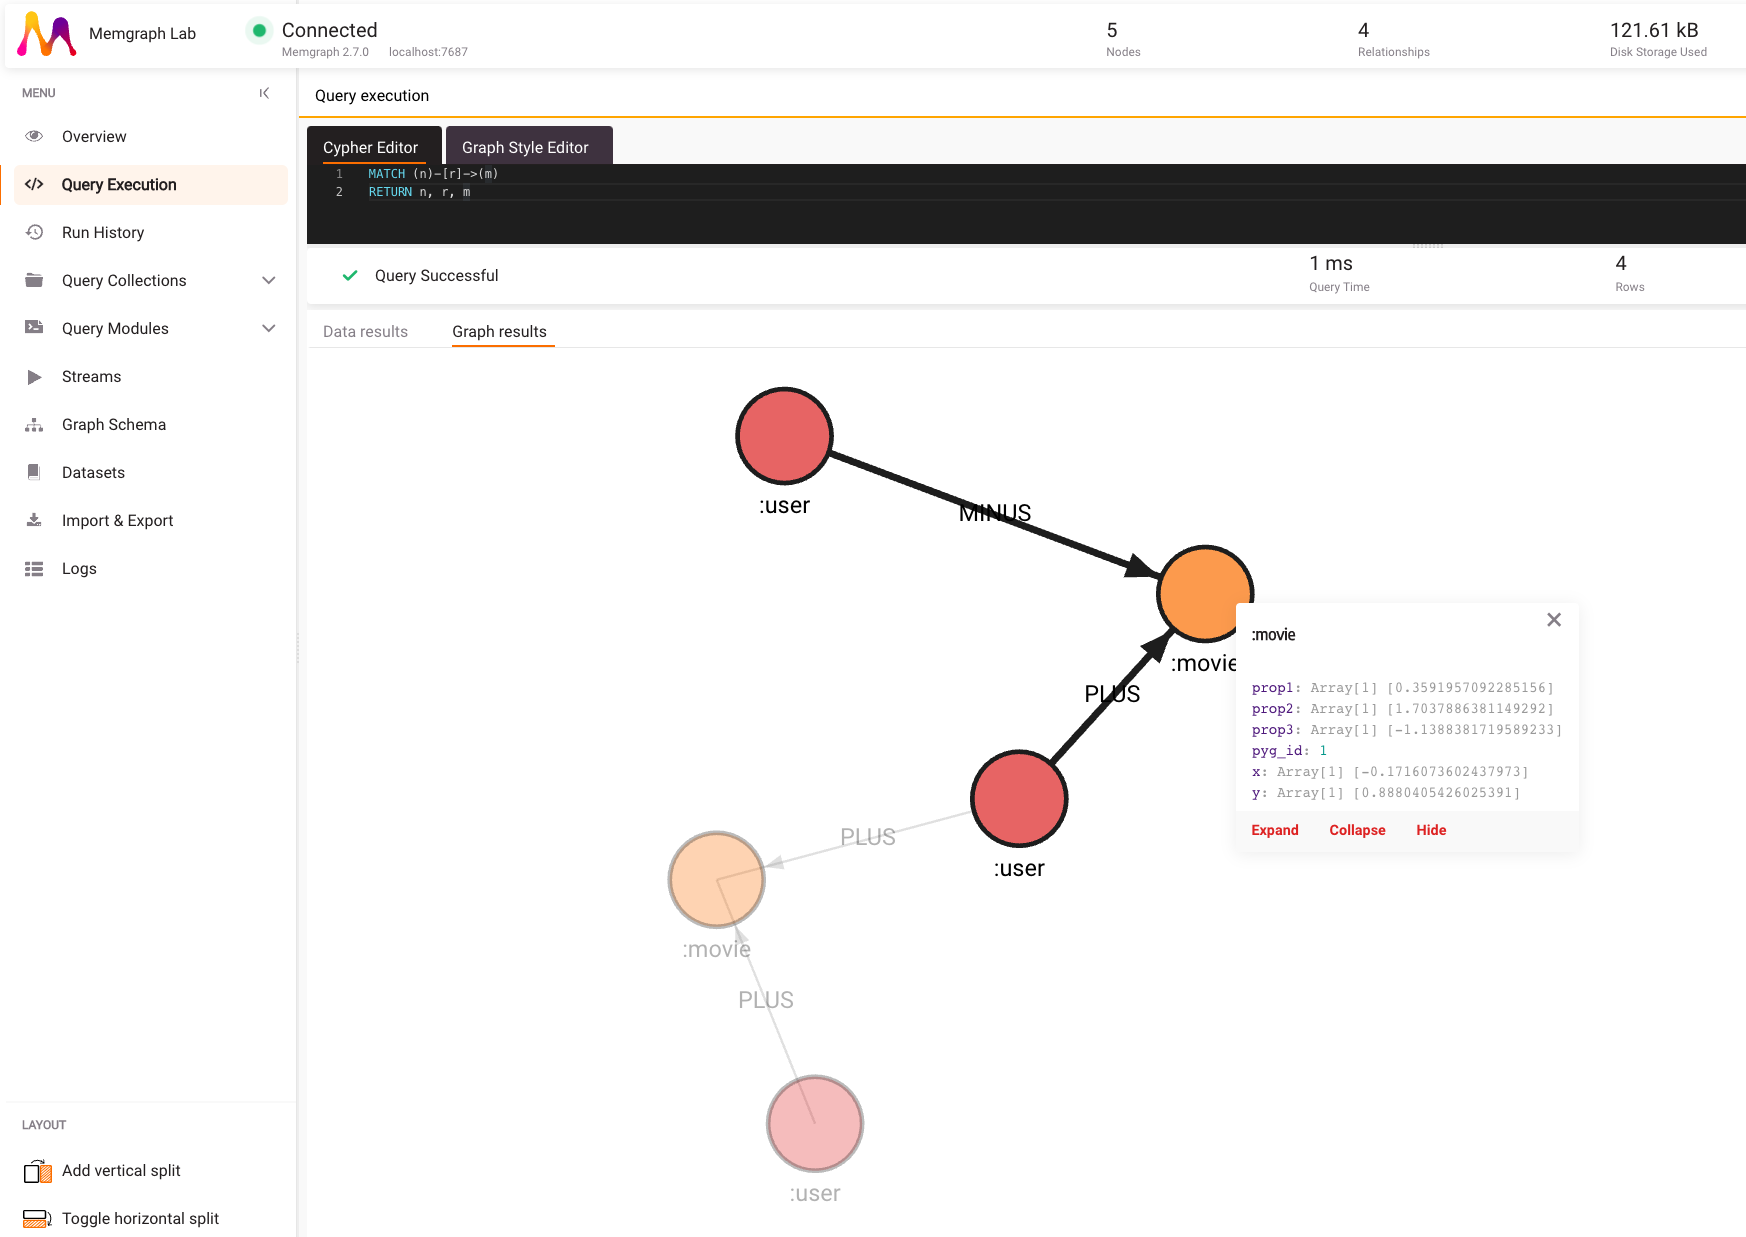 Memgraph Lab
Connected
Memgraph 2.7.0 localhost:7687
5
Nodes
4
Relationships
121.61 kB
Disk Storage Used
MENU
Overview
Query Execution
Run History
Query Collections
Query Modules
Streams
Graph Schema
Datasets
Import & Export
Logs
LAYOUT
Add vertical split
Toggle horizontal split
Query execution
Cypher Editor
Graph Style Editor
1 MATCH (n)-[r]->(m)
2 RETURN n, r, m
Query Successful
1 ms
Query Time
4
Rows
Data results
Graph results
:user
MINUS
:movie
PLUS
:user
PLUS
:movie
PLUS
:user
:movie
prop1: Array[1] [0.3591957092285156]
prop2: Array[1] [1.7037886381149292]
prop3: Array[1] [-1.1388381719589233]
pyg_id: 1
x: Array[1] [-0.1716073602437973]
y: Array[1] [0.8880405426025391]
Expand Collapse Hide